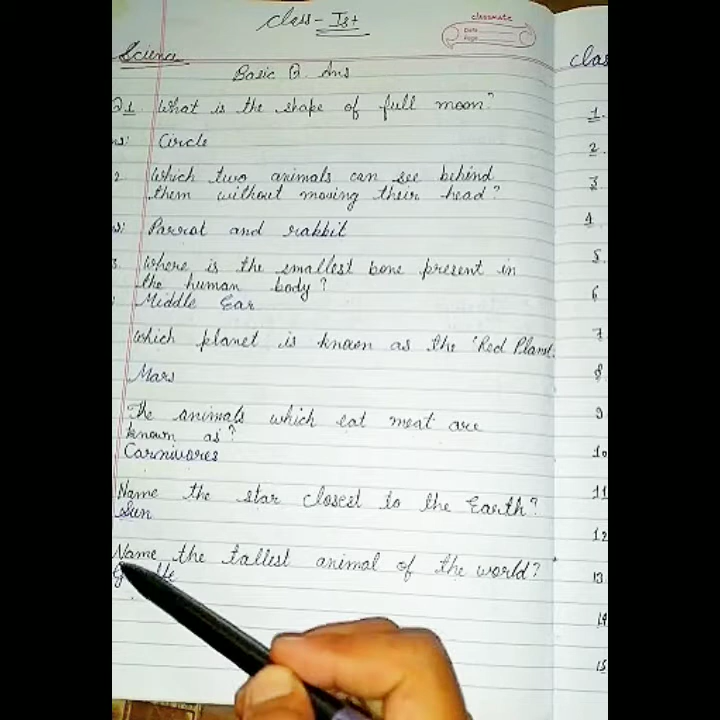 Class - Ist
classmate
Date
Page
Science
Basic Q. Ans
Q1 What is the shape of full moon?
ns: Circle
2 Which two animals can see behind
them without moving their head?
Parrot and rabbit
3. Where is the smallest bone present in
the human body?
Middle Ear
Which planet is known as the 'Red Planet.
Mars
The animals which eat meat are
known as?
Carnivores
Name the star closest to the Earth?
Sun
Name the tallest animal of the world?
clas
1.
2.
3
4
5.
6
7
8
9
10
11
12
13
14
15